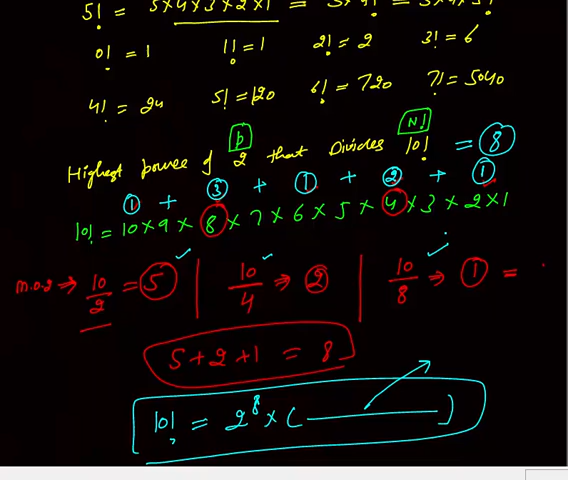 5! = 5×4×3×2×1 = 5×4! = 5×4×3!
0! = 1 1! = 1 2! = 2 3! = 6
4! = 24 5! = 120 6! = 720 7! = 5040
p N!
Highest power of 2 that Divides 10! = 8
1 + 3 + 1 + 2 + 1
10! = 10×9×8×7×6×5×4×3×2×1
m.o.2 ⇒ 10/2 = 5 | 10/4 ⇒ 2 | 10/8 ⇒ 1 =
5+2+1 = 8
10! = 2^8 × ( )